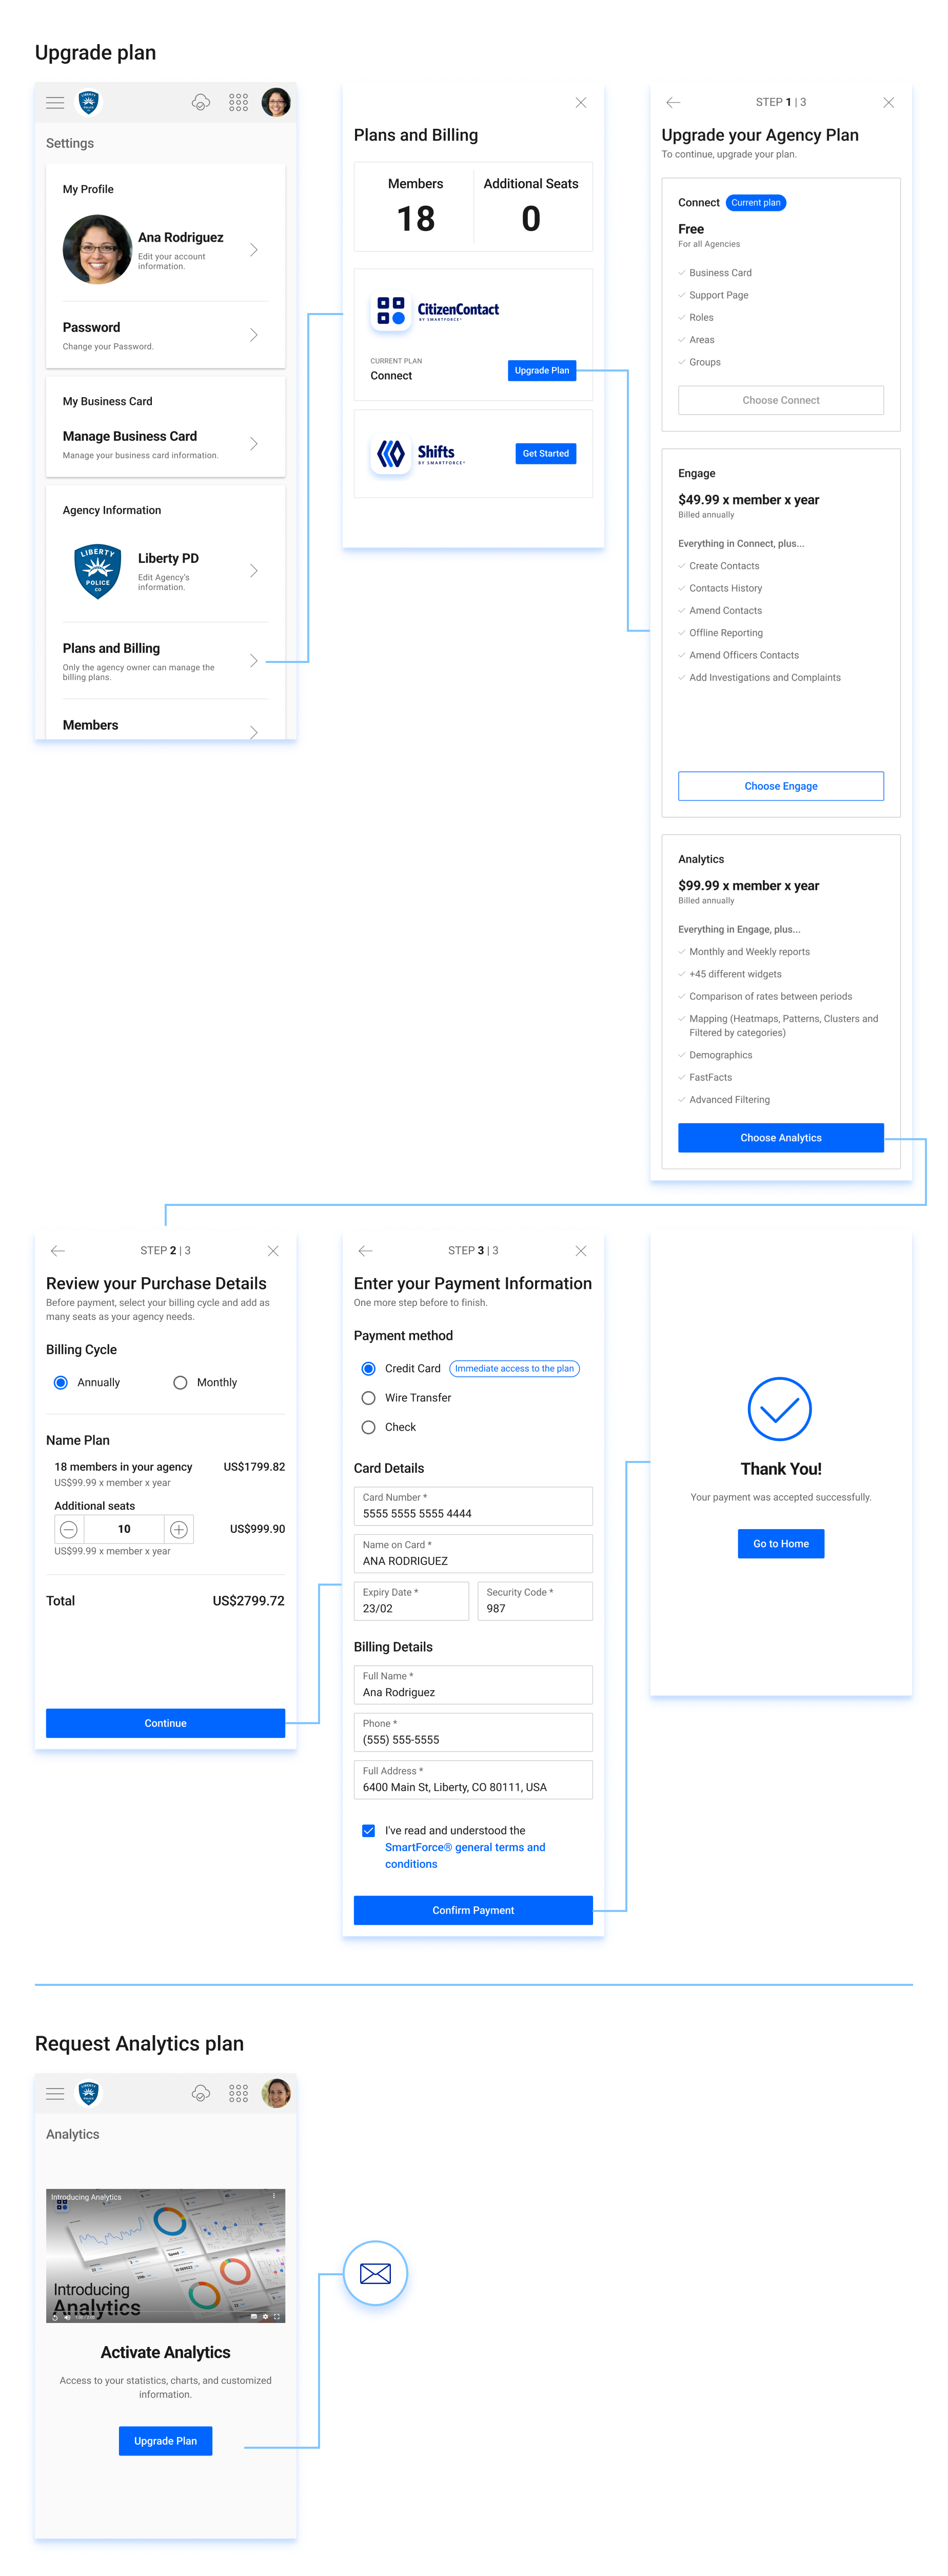 Upgrade plan
LIBERTY
POLICE
Settings
My Profile
Ana Rodriguez
Edit your account
information.
Password
Change your Password.
My Business Card
Manage Business Card
Manage your business card information.
Agency Information
LIBERTY
POLICE
CO
Liberty PD
Edit Agency's
information.
Plans and Billing
Only the agency owner can manage the
billing plans.
Members
Plans and Billing
Members
18
Additional Seats
0
CitizenContact
BY SMARTFORCE®
CURRENT PLAN
Connect
Upgrade Plan
Shifts
BY SMARTFORCE®
Get Started
STEP 1 | 3
Upgrade your Agency Plan
To continue, upgrade your plan.
Connect Current plan
Free
For all Agencies
Business Card
Support Page
Roles
Areas
Groups
Choose Connect
Engage
$49.99 x member x year
Billed annually
Everything in Connect, plus...
Create Contacts
Contacts History
Amend Contacts
Offline Reporting
Amend Officers Contacts
Add Investigations and Complaints
Choose Engage
Analytics
$99.99 x member x year
Billed annually
Everything in Engage, plus...
Monthly and Weekly reports
+45 different widgets
Comparison of rates between periods
Mapping (Heatmaps, Patterns, Clusters and
Filtered by categories)
Demographics
FastFacts
Advanced Filtering
Choose Analytics
STEP 2 | 3
Review your Purchase Details
Before payment, select your billing cycle and add as
many seats as your agency needs.
Billing Cycle
Annually Monthly
Name Plan
18 members in your agency US$1799.82
US$99.99 x member x year
Additional seats
10 US$999.90
US$99.99 x member x year
Total US$2799.72
Continue
STEP 3 | 3
Enter your Payment Information
One more step before to finish.
Payment method
Credit Card Immediate access to the plan
Wire Transfer
Check
Card Details
Card Number *
5555 5555 5555 4444
Name on Card *
ANA RODRIGUEZ
Expiry Date * Security Code *
23/02 987
Billing Details
Full Name *
Ana Rodriguez
Phone *
(555) 555-5555
Full Address *
6400 Main St, Liberty, CO 80111, USA
I've read and understood the
SmartForce® general terms and
conditions
Confirm Payment
Thank You!
Your payment was accepted successfully.
Go to Home
Request Analytics plan
LIBERTY
POLICE
Analytics
Introducing Analytics
Introducing
Analytics
Activate Analytics
Access to your statistics, charts, and customized
information.
Upgrade Plan